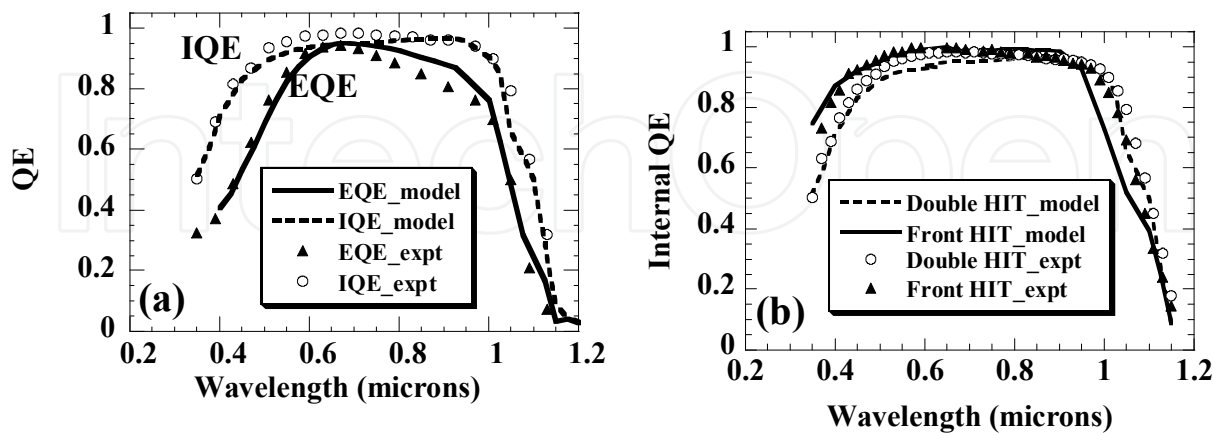 1
0.8
0.6
0.4
0.2
0
QE
IQE
EQE
EQE_model
IQE_model
EQE_expt
IQE_expt
(a)
0.2 0.4 0.6 0.8 1 1.2
Wavelength (microns)
1
0.8
0.6
0.4
0.2
0
Internal QE
Double HIT_model
Front HIT_model
Double HIT_expt
Front HIT_expt
(b)
0.2 0.4 0.6 0.8 1 1.2
Wavelength (microns)
IntechOpen